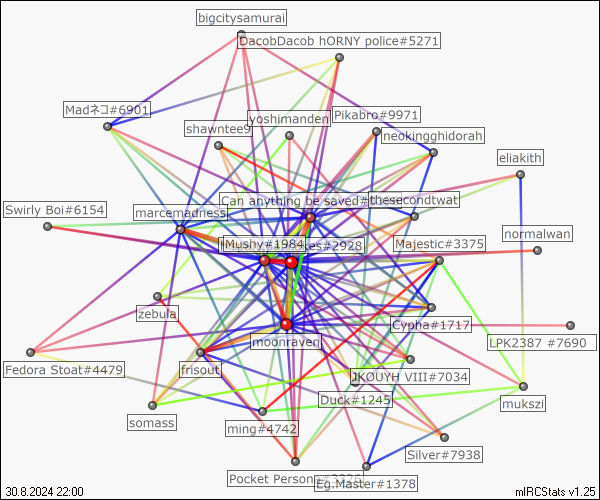 bigcitysamurai
DacobDacob hORNY police#5271
Madネコ#6901
yoshimanden
Pikabro#9971
shawntee9
neokingghidorah
eliakith
Can anything be saved#
thesecondtwat
Swirly Boi#6154
marcemadness
normalwan
Mushy#1984
kes#2928
Majestic#3375
zebula
Cypha#1717
moonraven
LPK2387 #7690
Fedora Stoat#4479
frisout
JKOUYH VIII#7034
Duck#1245
mukszi
somass
ming#4742
Silver#7938
Pocket Persona
Eg.Master#1378
30.8.2024 22:00
mIRCStats v1.25